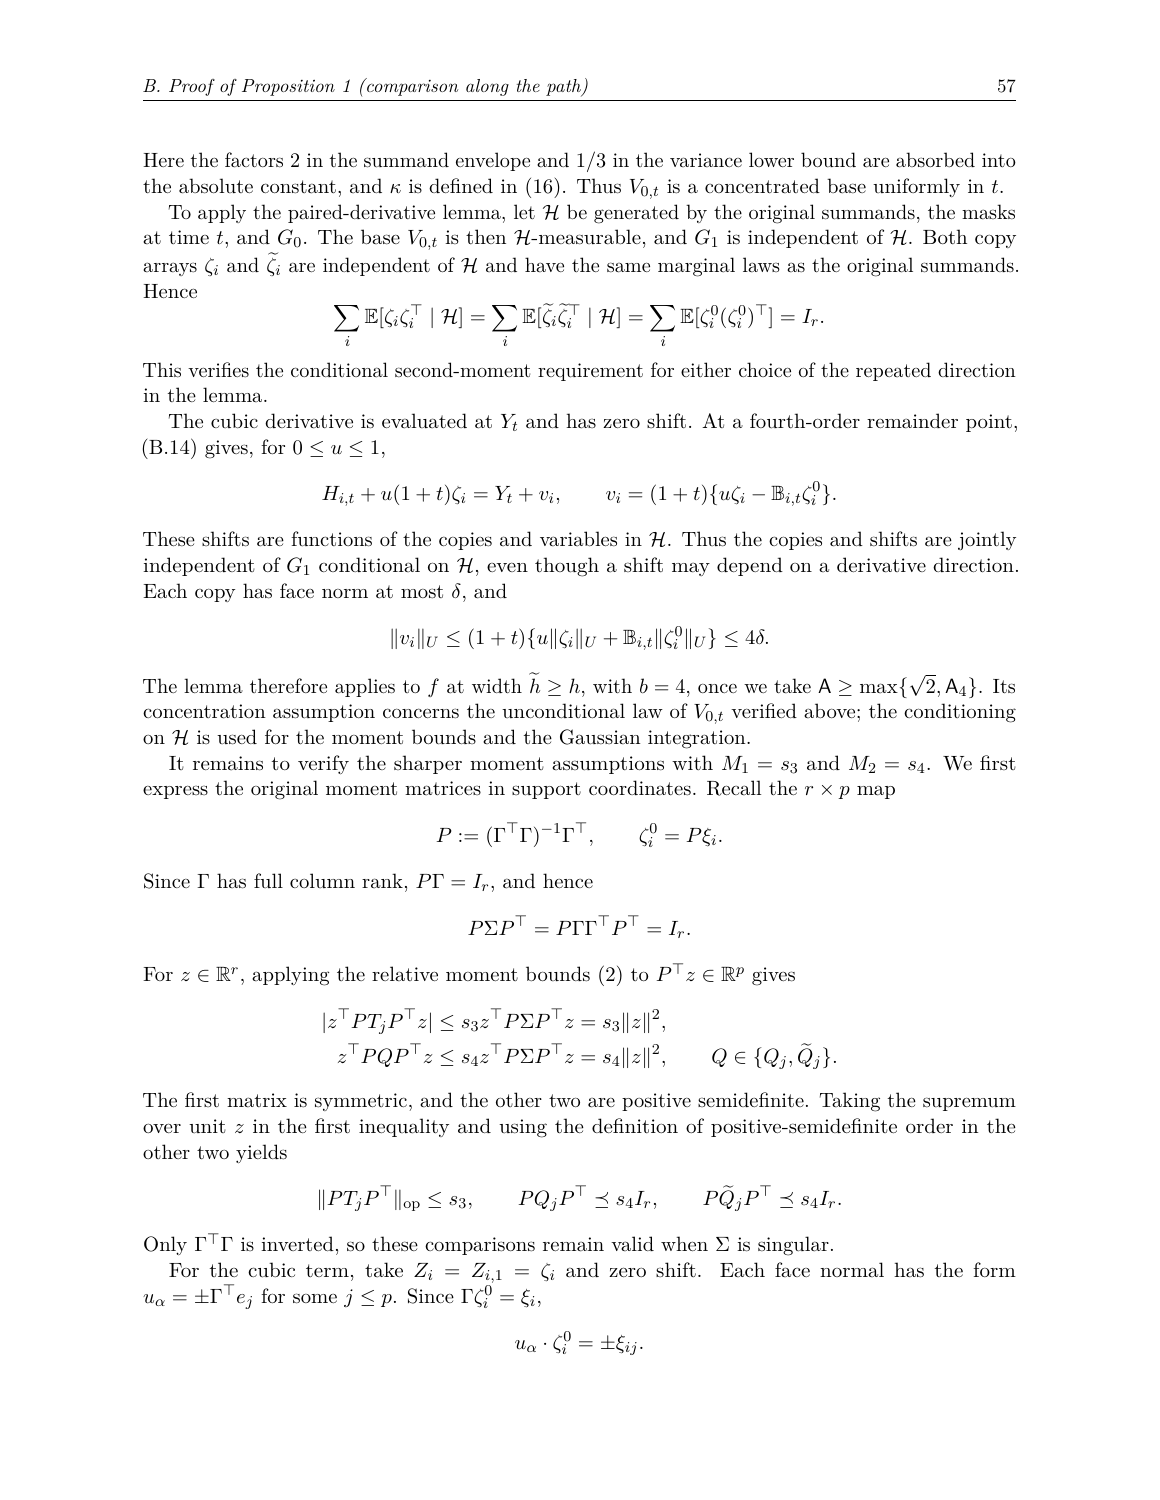 B. Proof of Proposition 1 (comparison along the path) 57
Here the factors 2 in the summand envelope and 1/3 in the variance lower bound are absorbed into
the absolute constant, and κ is defined in (16). Thus V_{0,t} is a concentrated base uniformly in t.
To apply the paired-derivative lemma, let ℋ be generated by the original summands, the masks
at time t, and G_0. The base V_{0,t} is then ℋ-measurable, and G_1 is independent of ℋ. Both copy
arrays ζ_i and ζ̃_i are independent of ℋ and have the same marginal laws as the original summands.
Hence
∑_i 𝔼[ζ_iζ_i^⊤ | ℋ] = ∑_i 𝔼[ζ̃_iζ̃_i^⊤ | ℋ] = ∑_i 𝔼[ζ_i^0(ζ_i^0)^⊤] = I_r.
This verifies the conditional second-moment requirement for either choice of the repeated direction
in the lemma.
The cubic derivative is evaluated at Y_t and has zero shift. At a fourth-order remainder point,
(B.14) gives, for 0 ≤ u ≤ 1,
H_{i,t} + u(1 + t)ζ_i = Y_t + v_i, v_i = (1 + t){uζ_i − 𝔹_{i,t}ζ_i^0}.
These shifts are functions of the copies and variables in ℋ. Thus the copies and shifts are jointly
independent of G_1 conditional on ℋ, even though a shift may depend on a derivative direction.
Each copy has face norm at most δ, and
‖v_i‖_U ≤ (1 + t){u‖ζ_i‖_U + 𝔹_{i,t}‖ζ_i^0‖_U} ≤ 4δ.
The lemma therefore applies to f at width h̃ ≥ h, with b = 4, once we take A ≥ max{√2, A_4}. Its
concentration assumption concerns the unconditional law of V_{0,t} verified above; the conditioning
on ℋ is used for the moment bounds and the Gaussian integration.
It remains to verify the sharper moment assumptions with M_1 = s_3 and M_2 = s_4. We first
express the original moment matrices in support coordinates. Recall the r × p map
P := (Γ^⊤Γ)^{−1}Γ^⊤, ζ_i^0 = Pξ_i.
Since Γ has full column rank, PΓ = I_r, and hence
PΣP^⊤ = PΓΓ^⊤P^⊤ = I_r.
For z ∈ ℝ^r, applying the relative moment bounds (2) to P^⊤z ∈ ℝ^p gives
|z^⊤PT_jP^⊤z| ≤ s_3z^⊤PΣP^⊤z = s_3‖z‖^2,
z^⊤PQP^⊤z ≤ s_4z^⊤PΣP^⊤z = s_4‖z‖^2, Q ∈ {Q_j, Q̃_j}.
The first matrix is symmetric, and the other two are positive semidefinite. Taking the supremum
over unit z in the first inequality and using the definition of positive-semidefinite order in the
other two yields
‖PT_jP^⊤‖_op ≤ s_3, PQ_jP^⊤ ⪯ s_4I_r, PQ̃_jP^⊤ ⪯ s_4I_r.
Only Γ^⊤Γ is inverted, so these comparisons remain valid when Σ is singular.
For the cubic term, take Z_i = Z_{i,1} = ζ_i and zero shift. Each face normal has the form
u_α = ±Γ^⊤e_j for some j ≤ p. Since Γζ_i^0 = ξ_i,
u_α · ζ_i^0 = ±ξ_{ij}.